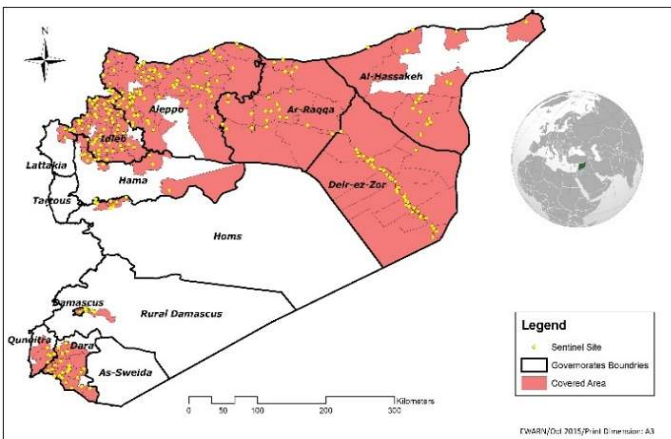 N
Al-Hassakeh
Aleppo
Ar-Raqqa
Idleb
Lattakia
Hama
Deir-ez-Zor
Tartous
Homs
Damascus
Rural Damascus
Qunuitra
Dara
As-Sweida
Legend
Sentinel Site
Governorates Boundries
Covered Area
Kilometers
0 50 100 200 300
EWARN/Oct 2015/Print Dimension: A3